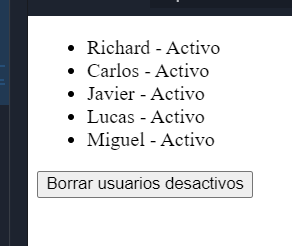 Richard - Activo
Carlos - Activo
Javier - Activo
Lucas - Activo
Miguel - Activo
Borrar usuarios desactivos